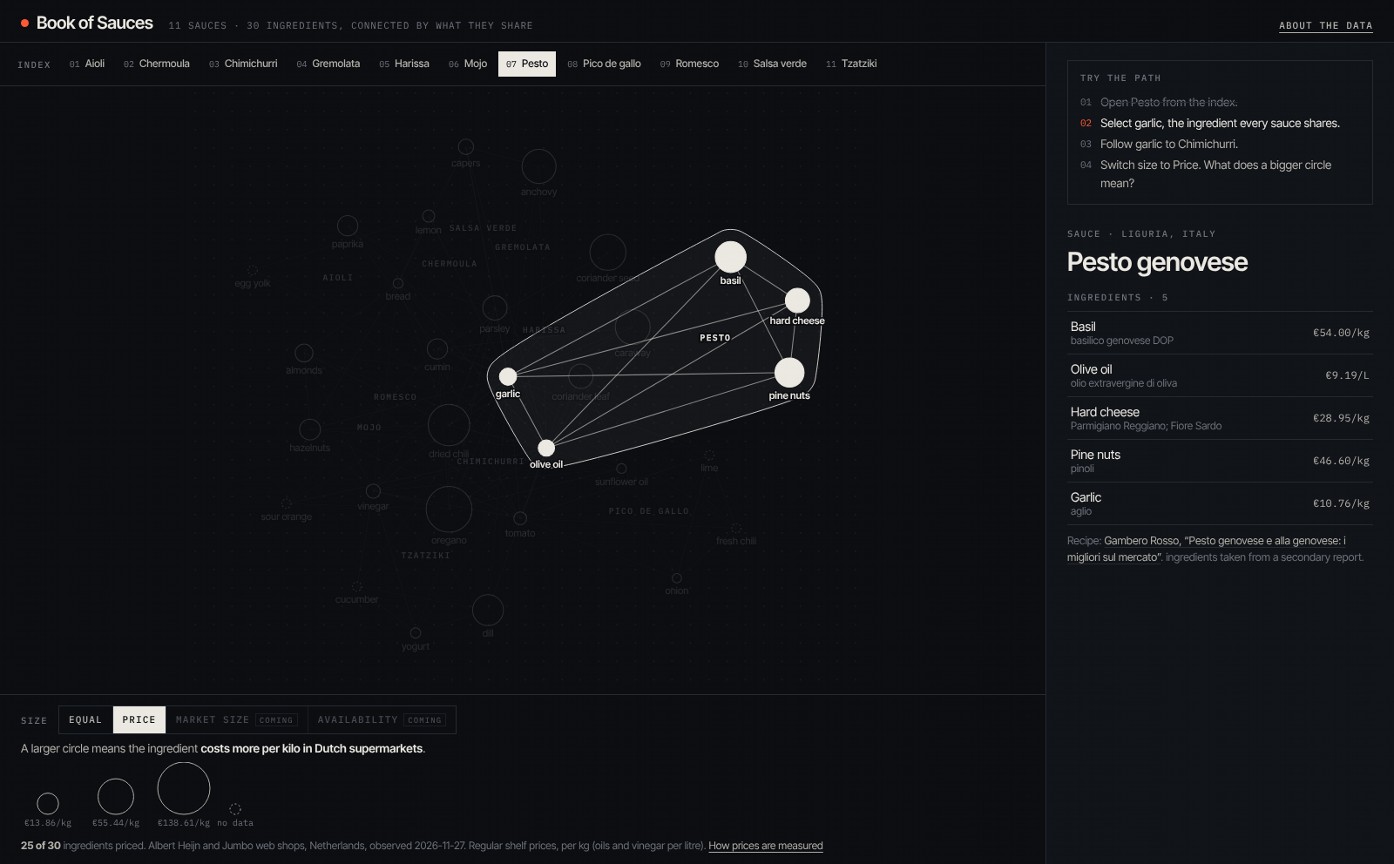 Book of Sauces
11 SAUCES · 30 INGREDIENTS, CONNECTED BY WHAT THEY SHARE
ABOUT THE DATA
INDEX 01 Aioli 02 Chermoula 03 Chimichurri 04 Gremolata 05 Harissa 06 Mojo 07 Pesto 08 Pico de gallo 09 Romesco 10 Salsa verde 11 Tzatziki
capers
anchovy
lemon
SALSA VERDE
paprika
GREMOLATA
CHERMOULA
AIOLI
coriander seed
egg yolk
bread
basil
hard cheese
parsley
HARISSA
PESTO
caraway
almonds
cumin
garlic
coriander leaf
pine nuts
ROMESCO
MOJO
hazelnuts
dried chili
CHIMICHURRI
olive oil
lime
sunflower oil
vinegar
sour orange
PICO DE GALLO
oregano
tomato
fresh chili
TZATZIKI
onion
cucumber
dill
yogurt
SIZE EQUAL PRICE MARKET SIZE COMING AVAILABILITY COMING
A larger circle means the ingredient costs more per kilo in Dutch supermarkets.
€13.86/kg €55.44/kg €138.61/kg no data
25 of 30 ingredients priced. Albert Heijn and Jumbo web shops, Netherlands, observed 2026-11-27. Regular shelf prices, per kg (oils and vinegar per litre). How prices are measured
TRY THE PATH
01 Open Pesto from the index.
02 Select garlic, the ingredient every sauce shares.
03 Follow garlic to Chimichurri.
04 Switch size to Price. What does a bigger circle
mean?
SAUCE · LIGURIA, ITALY
Pesto genovese
INGREDIENTS · 5
Basil
basilico genovese DOP
€54.00/kg
Olive oil
olio extravergine di oliva
€9.19/L
Hard cheese
Parmigiano Reggiano; Fiore Sardo
€28.95/kg
Pine nuts
pinoli
€46.60/kg
Garlic
aglio
€10.76/kg
Recipe: Gambero Rosso, “Pesto genovese e alla genovese: i
migliori sul mercato”. ingredients taken from a secondary report.